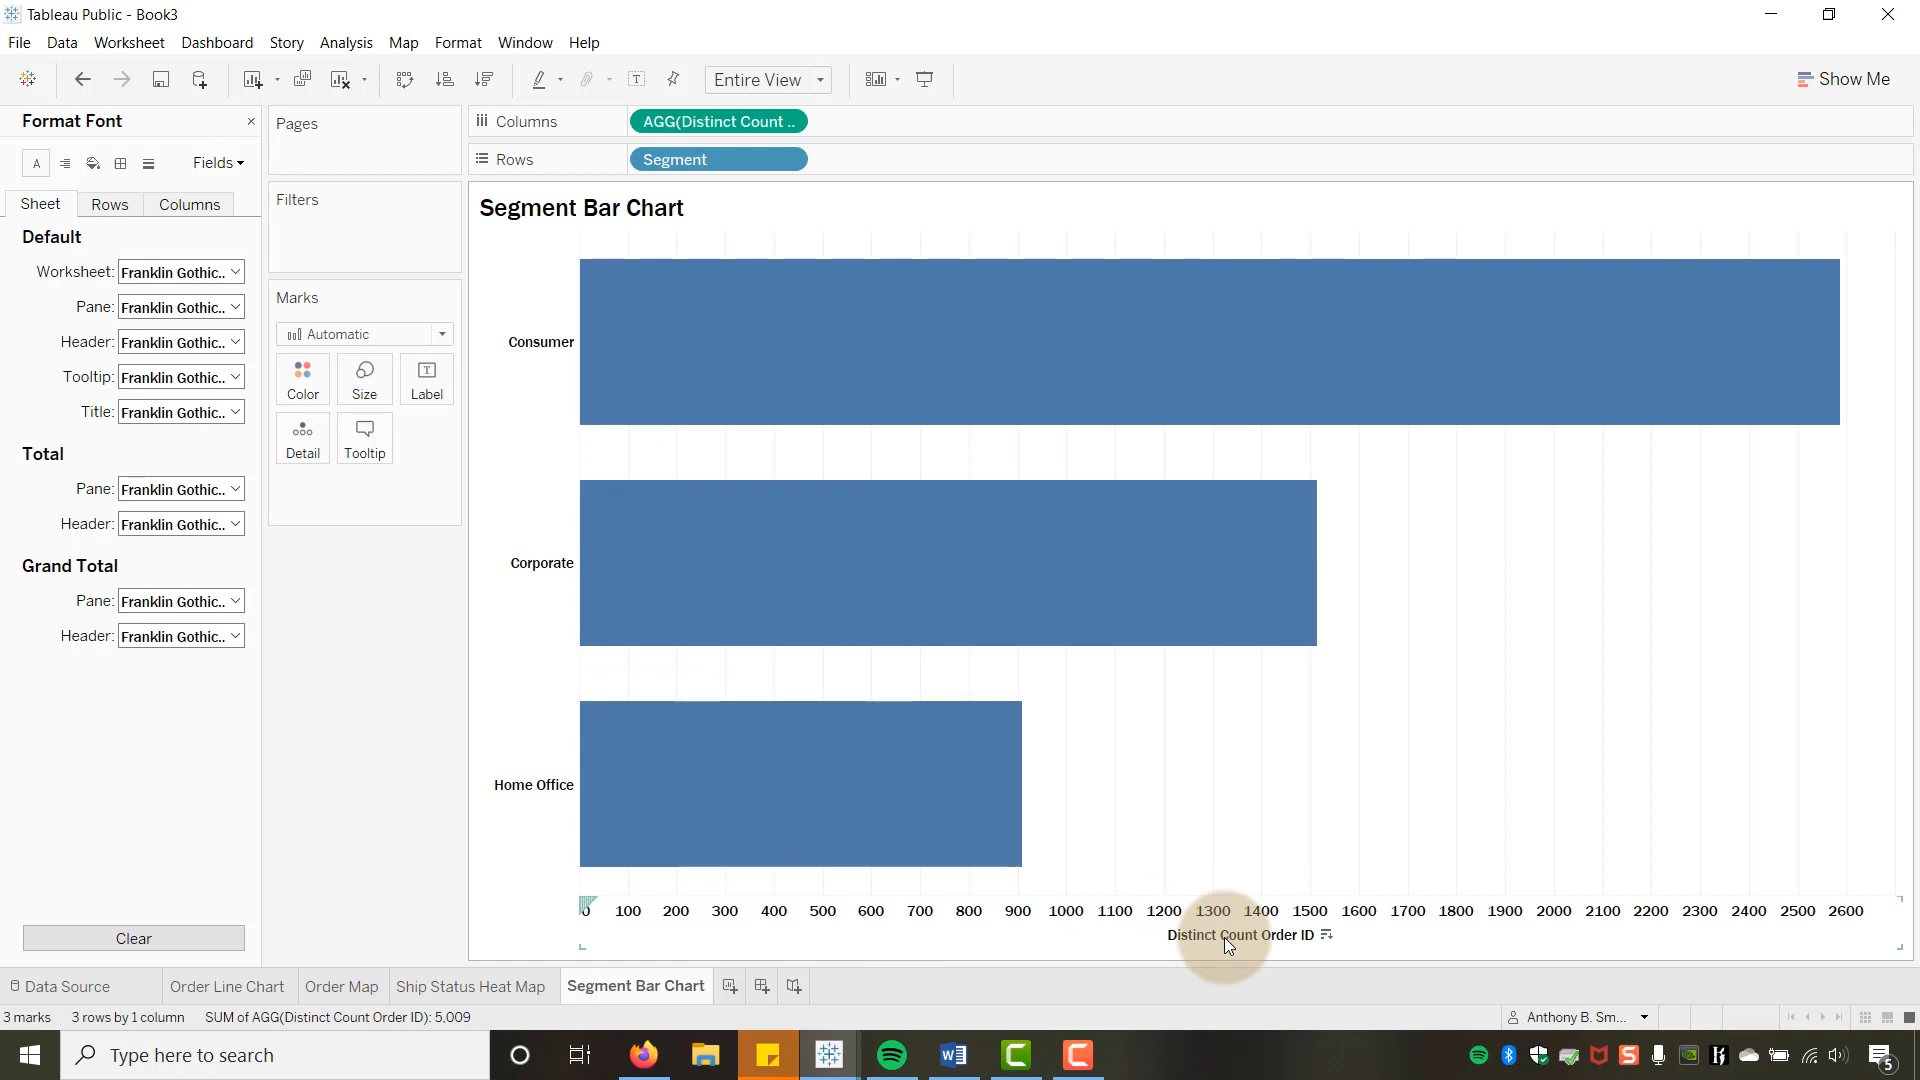 Tableau Public - Book3
File Data Worksheet Dashboard Story Analysis Map Format Window Help
Entire View
Show Me
Format Font
Fields
Sheet Rows Columns
Default
Worksheet: Franklin Gothic..
Pane: Franklin Gothic..
Header: Franklin Gothic..
Tooltip: Franklin Gothic..
Title: Franklin Gothic..
Total
Pane: Franklin Gothic..
Header: Franklin Gothic..
Grand Total
Pane: Franklin Gothic..
Header: Franklin Gothic..
Clear
Pages
Filters
Marks
Automatic
Color Size Label
Detail Tooltip
Columns AGG(Distinct Count ..
Rows Segment
Segment Bar Chart
Consumer
Corporate
Home Office
0 100 200 300 400 500 600 700 800 900 1000 1100 1200 1300 1400 1500 1600 1700 1800 1900 2000 2100 2200 2300 2400 2500 2600
Distinct Count Order ID
Data Source Order Line Chart Order Map Ship Status Heat Map Segment Bar Chart
3 marks 3 rows by 1 column SUM of AGG(Distinct Count Order ID): 5,009
Anthony B. Sm...
Type here to search
5